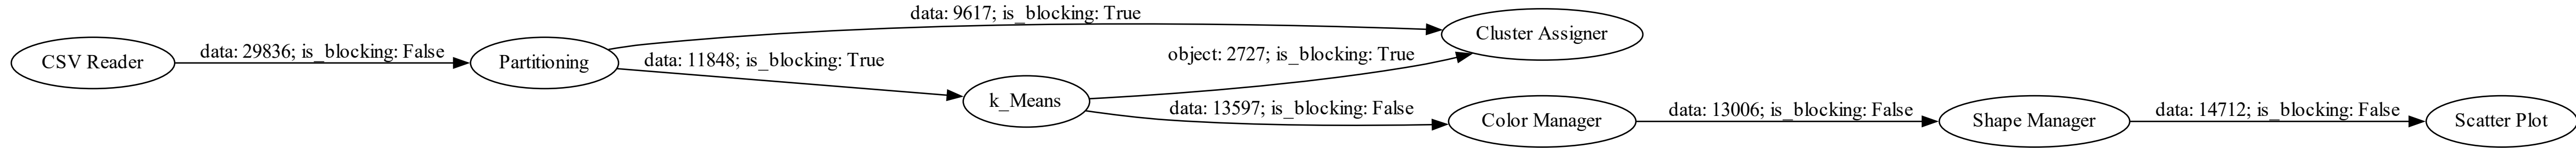 CSV Reader
data: 29836; is_blocking: False
Partitioning
data: 9617; is_blocking: True
data: 11848; is_blocking: True
k_Means
object: 2727; is_blocking: True
data: 13597; is_blocking: False
Cluster Assigner
Color Manager
data: 13006; is_blocking: False
Shape Manager
data: 14712; is_blocking: False
Scatter Plot